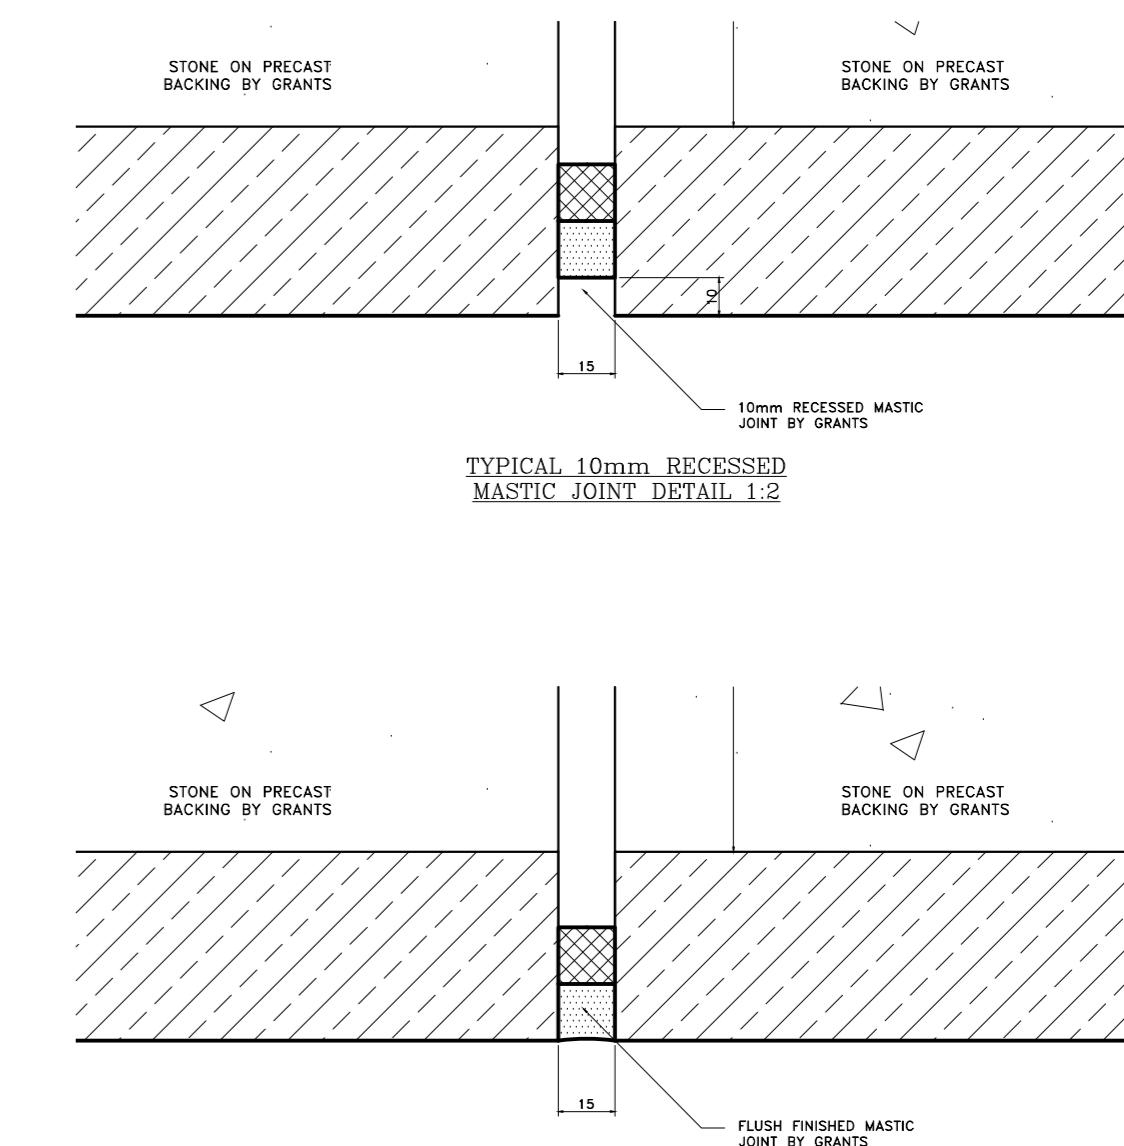 STONE ON PRECAST
BACKING BY GRANTS
STONE ON PRECAST
BACKING BY GRANTS
10
15
10mm RECESSED MASTIC
JOINT BY GRANTS
TYPICAL 10mm RECESSED
MASTIC JOINT DETAIL 1:2
STONE ON PRECAST
BACKING BY GRANTS
STONE ON PRECAST
BACKING BY GRANTS
15
FLUSH FINISHED MASTIC
JOINT BY GRANTS